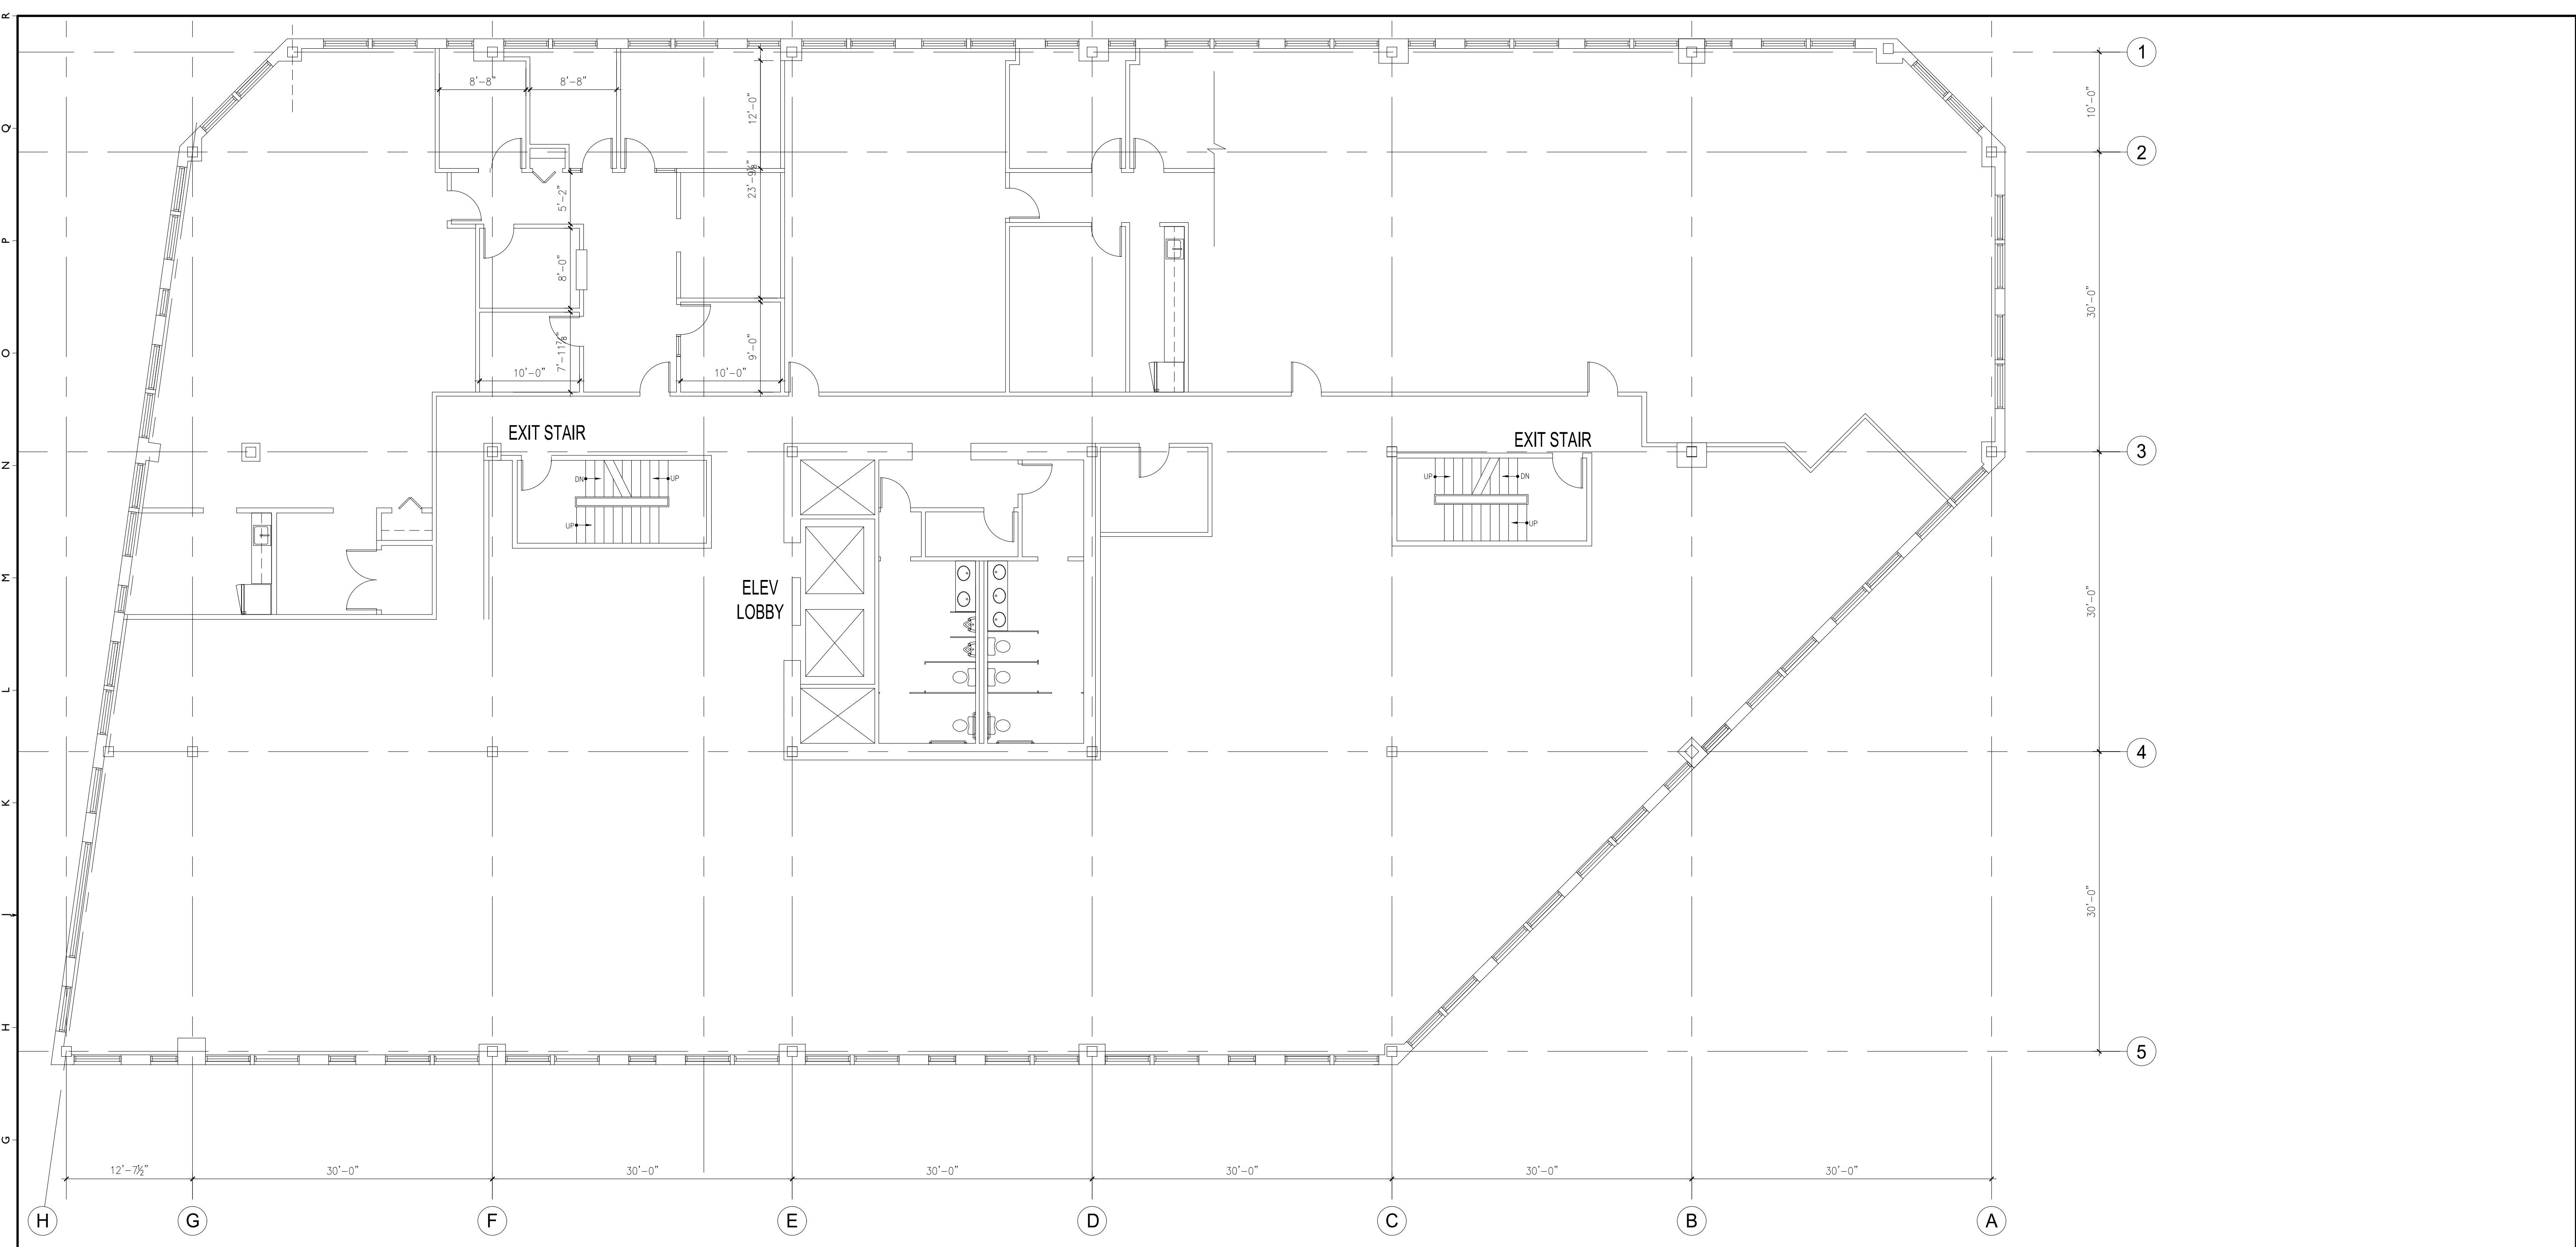 R
1
8'-8"
8'-8"
12'-0"
10'-0"
Q
2
23'-9½"
5'-2"
P
8'-0"
30'-0"
O
7'-11⅞"
9'-0"
10'-0"
10'-0"
EXIT STAIR
EXIT STAIR
3
N
DN
UP
UP
DN
UP
UP
M
ELEV
LOBBY
30'-0"
L
4
K
30'-0"
J
H
5
G
12'-7½"
30'-0"
30'-0"
30'-0"
30'-0"
30'-0"
30'-0"
H
G
F
E
D
C
B
A